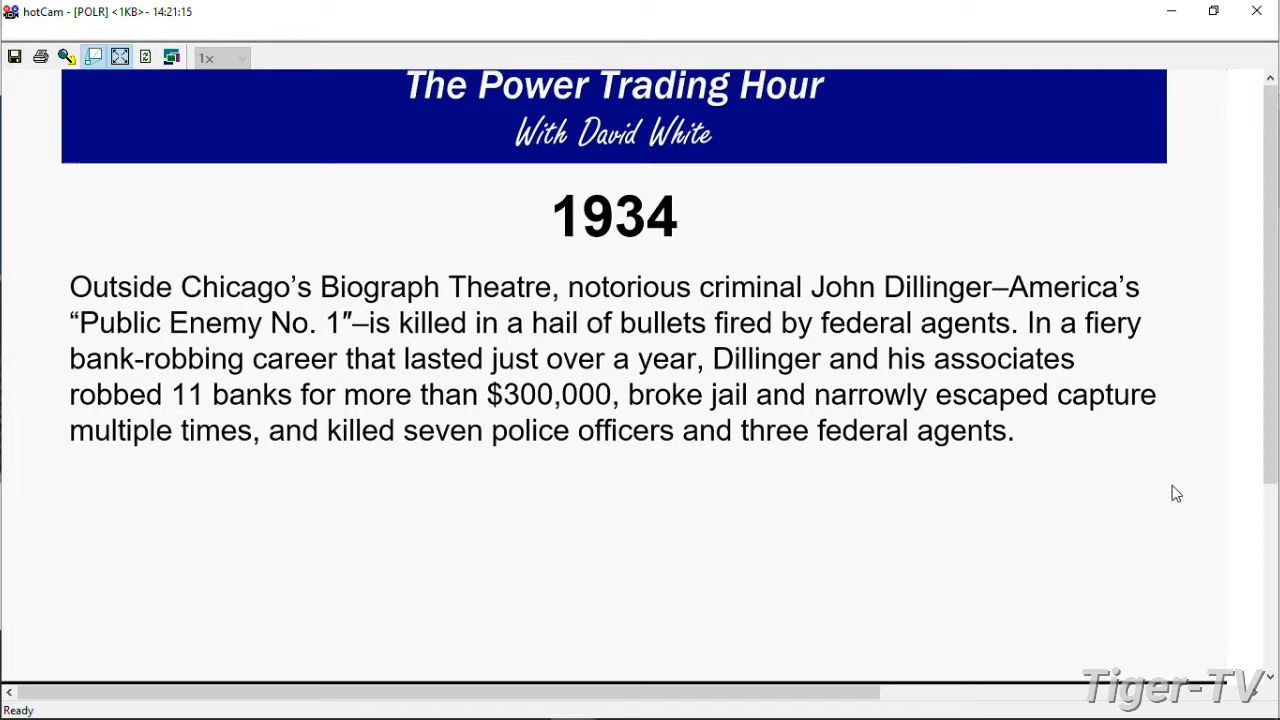 hotCam - [POLR] <1KB> - 14:21:15
1x
The Power Trading Hour
With David White
1934
Outside Chicago’s Biograph Theatre, notorious criminal John Dillinger–America’s
“Public Enemy No. 1″–is killed in a hail of bullets fired by federal agents. In a fiery
bank-robbing career that lasted just over a year, Dillinger and his associates
robbed 11 banks for more than $300,000, broke jail and narrowly escaped capture
multiple times, and killed seven police officers and three federal agents.
Tiger-TV
Ready